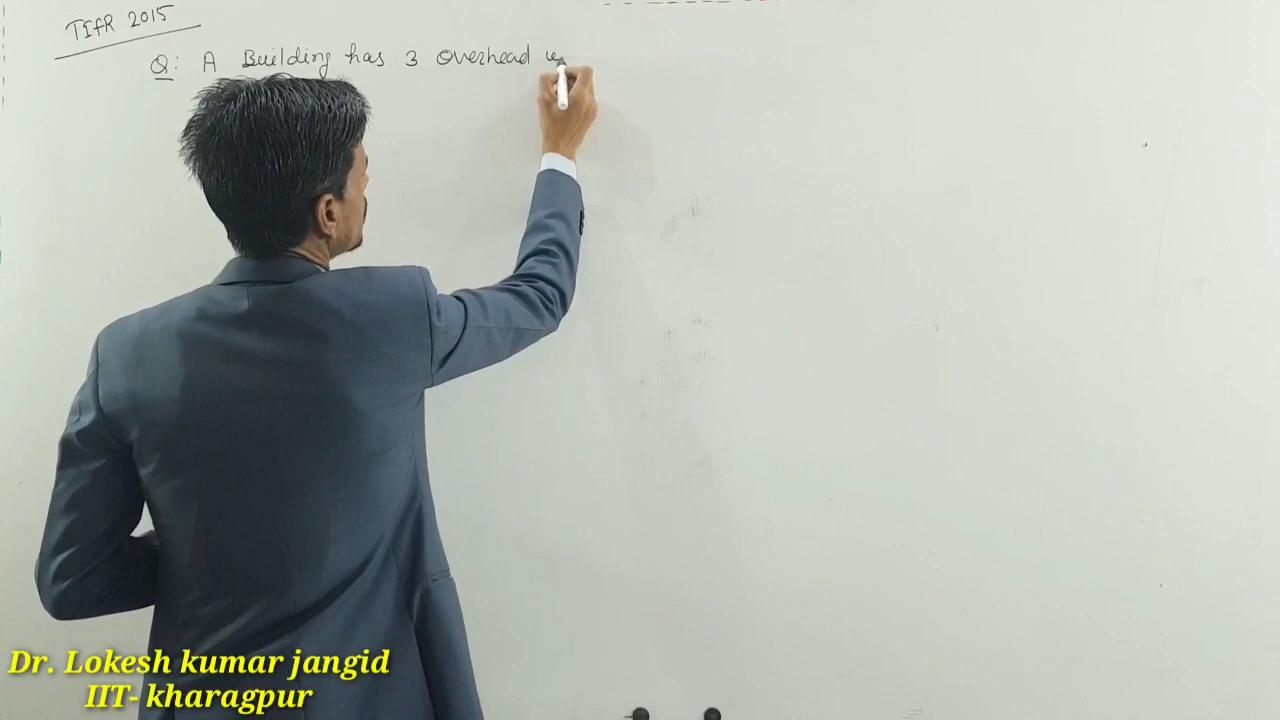 TIfR 2015
Q: A Building has 3 overhead w
Dr. Lokesh kumar jangid
IIT- kharagpur